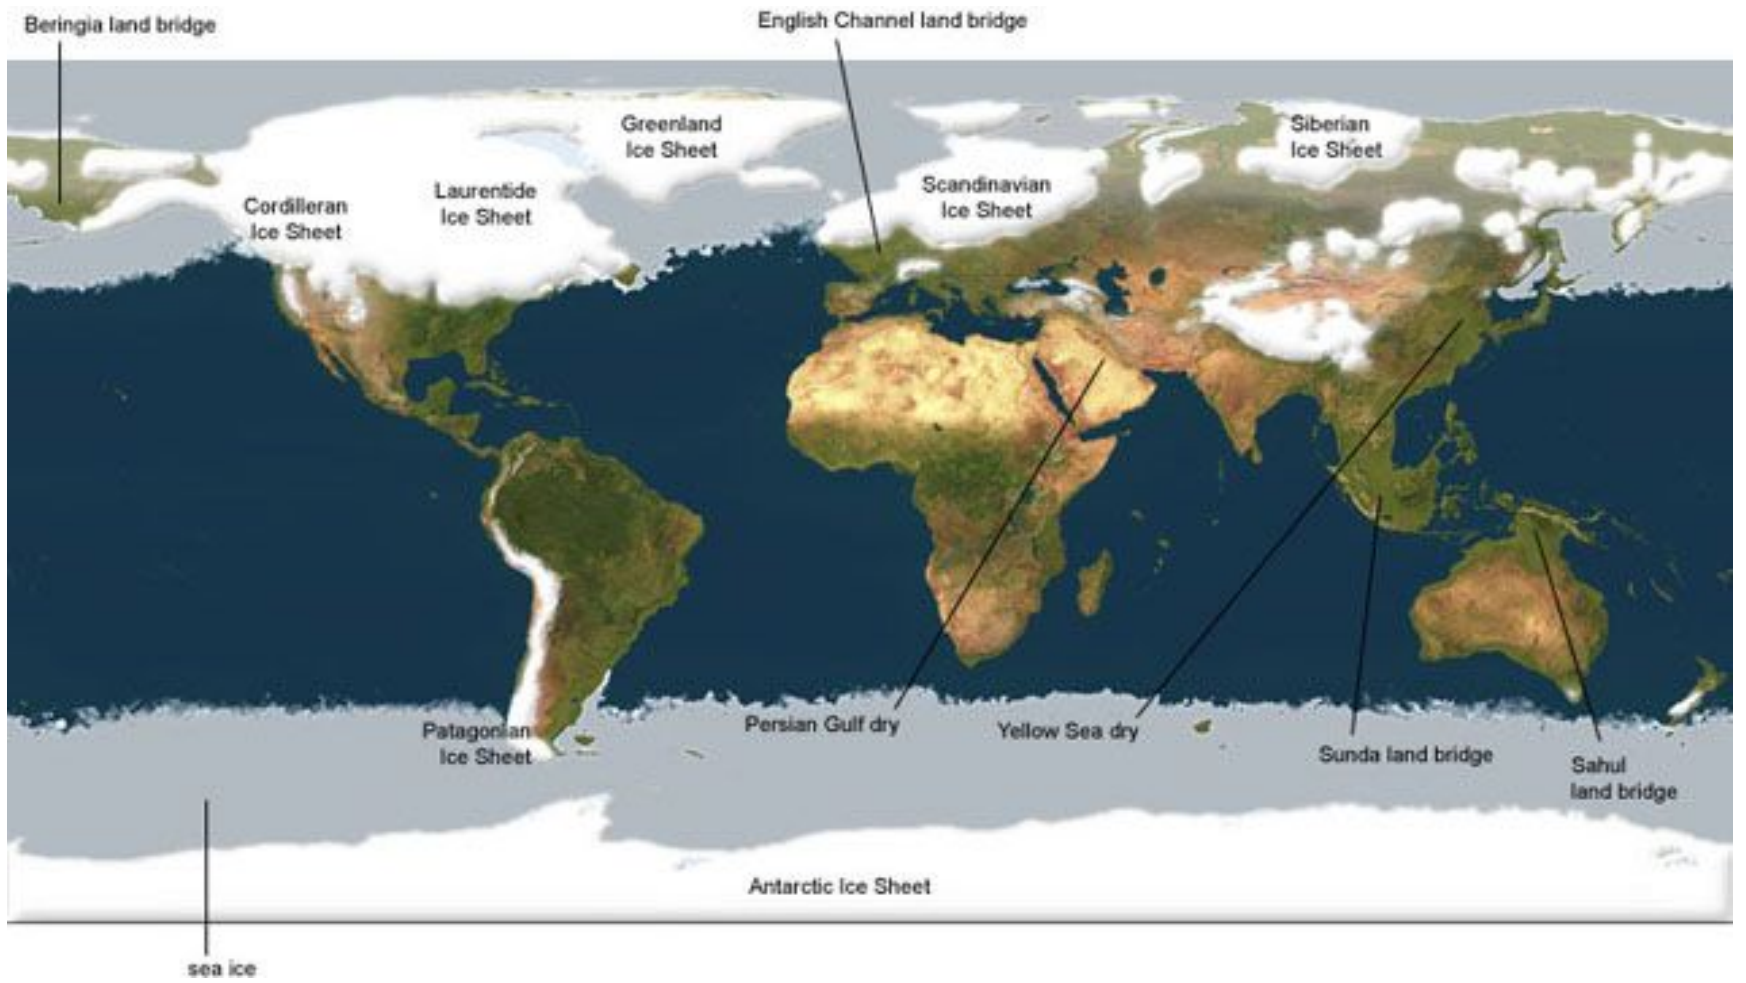 Beringia land bridge
English Channel land bridge
Greenland
Ice Sheet
Siberian
Ice Sheet
Laurentide
Ice Sheet
Scandinavian
Ice Sheet
Cordilleran
Ice Sheet
Patagonian
Ice Sheet
Persian Gulf dry
Yellow Sea dry
Sunda land bridge
Sahul
land bridge
Antarctic Ice Sheet
sea ice